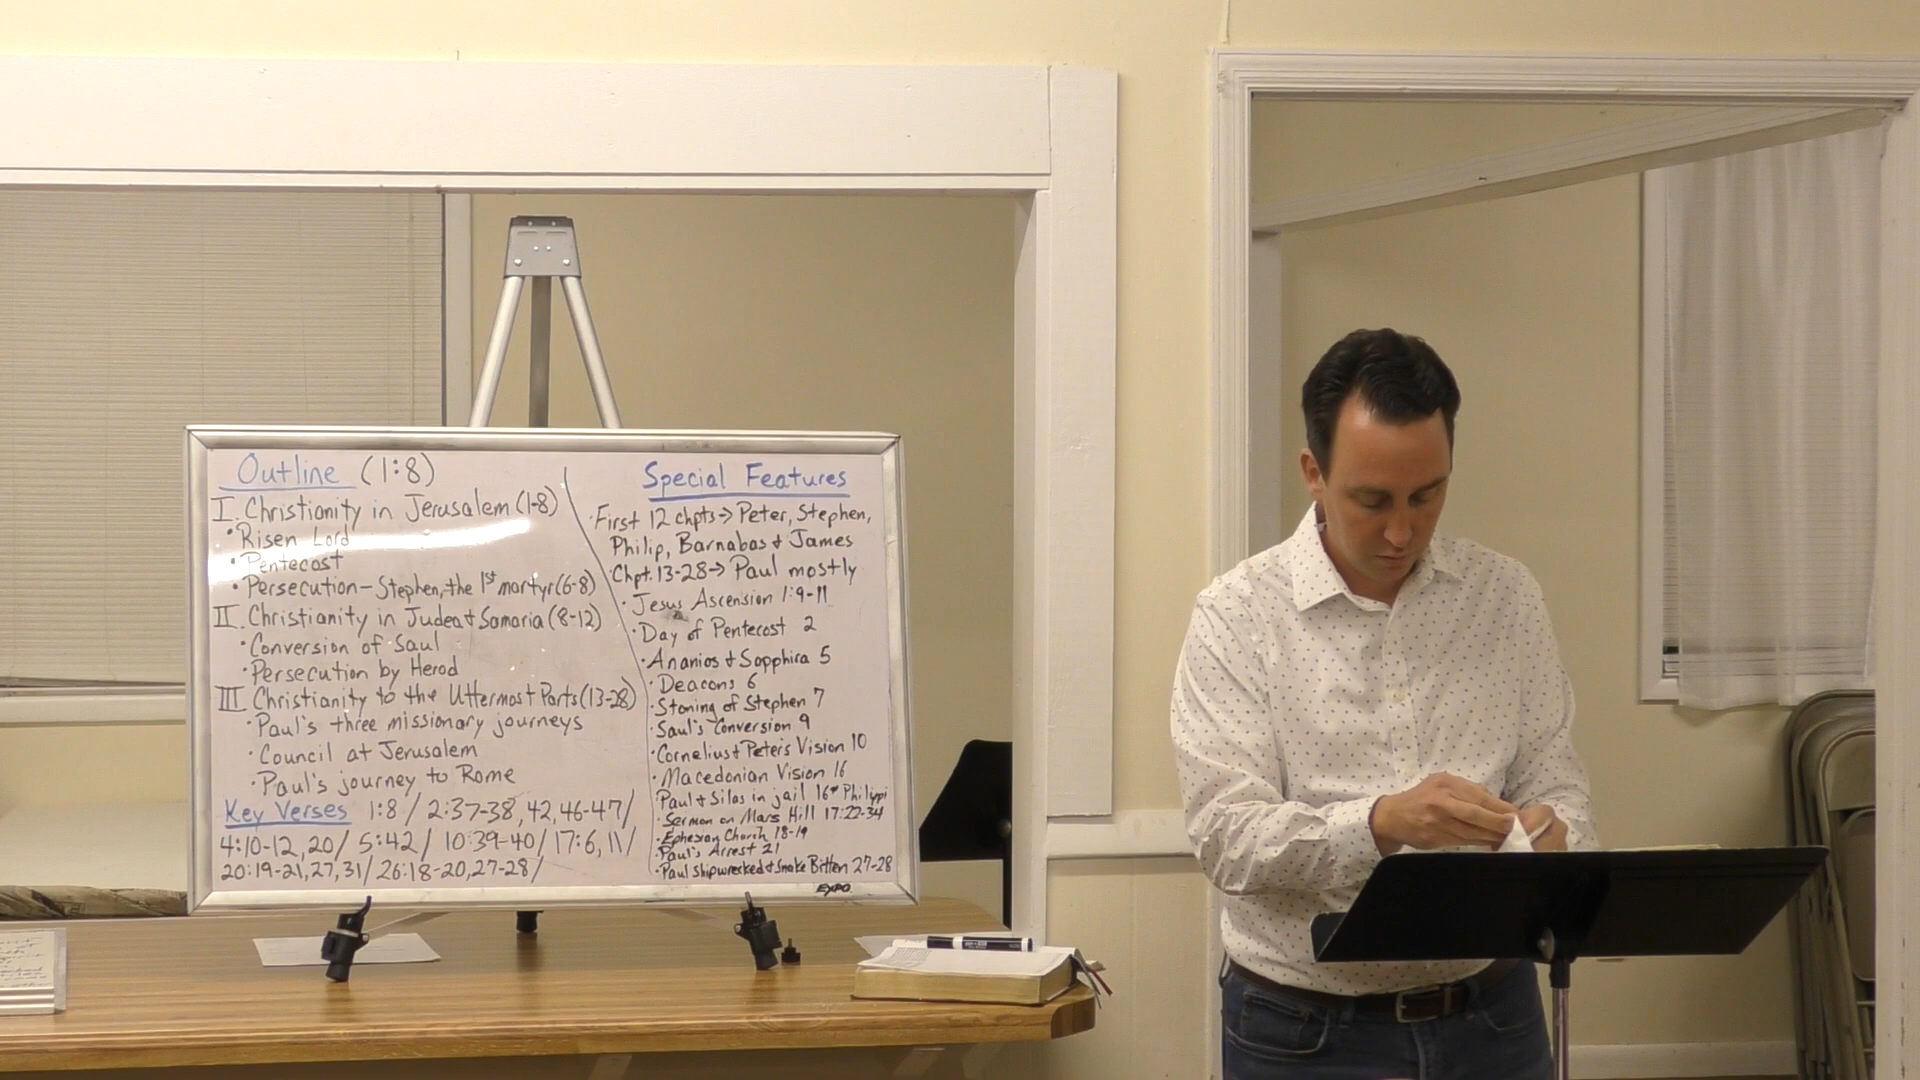 Outline (1:8)
I. Christianity in Jerusalem (1-8)
• Risen Lord
• Pentecost
• Persecution - Stephen, the 1st martyr (6-8)
II. Christianity in Judea + Samaria (8-12)
• Conversion of Saul
• Persecution by Herod
III Christianity to the Uttermost Parts (13-28)
• Paul's three missionary journeys
• Council at Jerusalem
• Paul's journey to Rome
Key Verses 1:8 / 2:37-38, 42, 46-47 /
4:10-12, 20 / 5:42 / 10:39-40 / 17:6, 11 /
20:19-21, 27, 31 / 26:18-20, 27-28 /
Special Features
• First 12 chpts → Peter, Stephen,
Philip, Barnabas + James
Chpt. 13-28 → Paul mostly
• Jesus Ascension 1:9-11
• Day of Pentecost 2
• Ananias + Sapphira 5
• Deacons 6
• Stoning of Stephen 7
• Saul's Conversion 9
• Cornelius + Peter's Vision 10
• Macedonian Vision 16
Paul + Silas in jail 16 Philippi
• Sermon on Mars Hill 17:22-34
• Ephesian Church 18-19
• Paul's Arrest 21
• Paul shipwrecked + Snake Bitten 27-28
EXPO